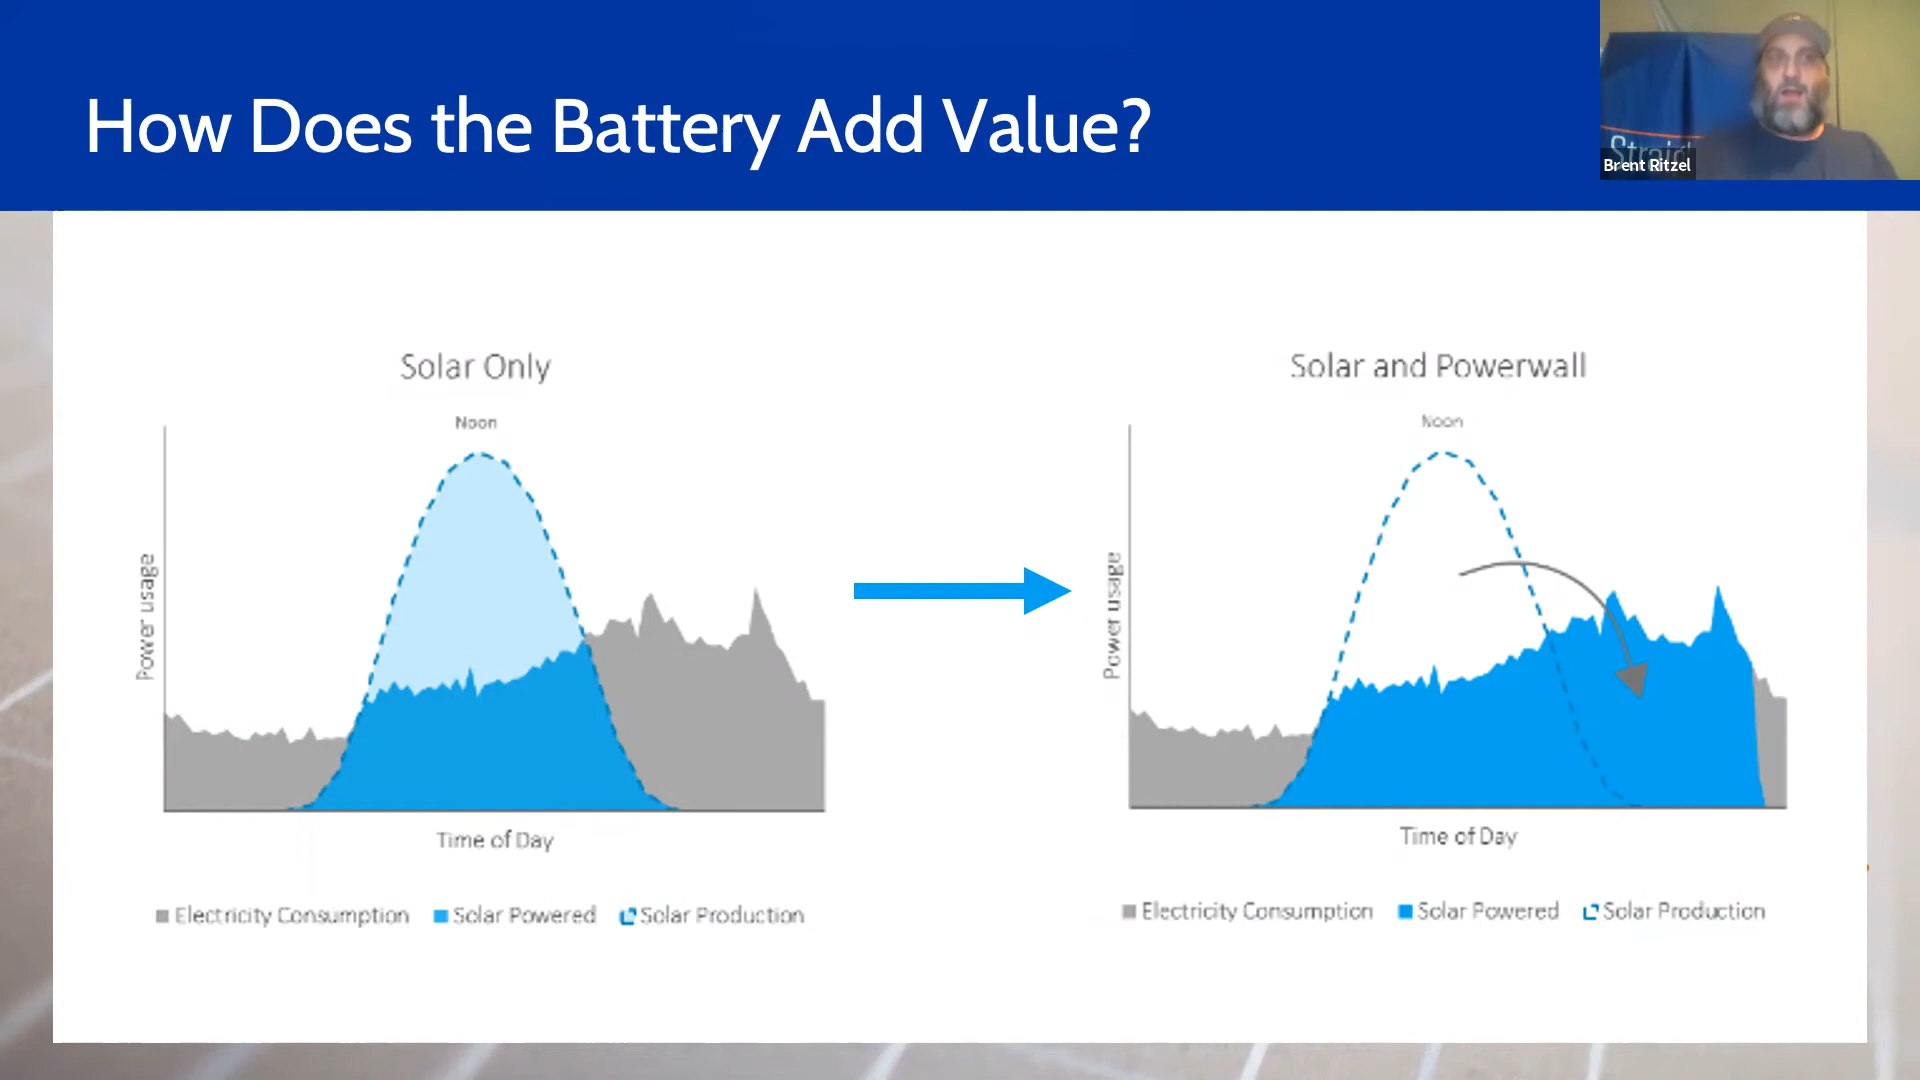 How Does the Battery Add Value?
Brent Ritzel
Solar Only
Noon
Power usage
Time of Day
Electricity Consumption Solar Powered Solar Production
Solar and Powerwall
Noon
Power usage
Time of Day
Electricity Consumption Solar Powered Solar Production